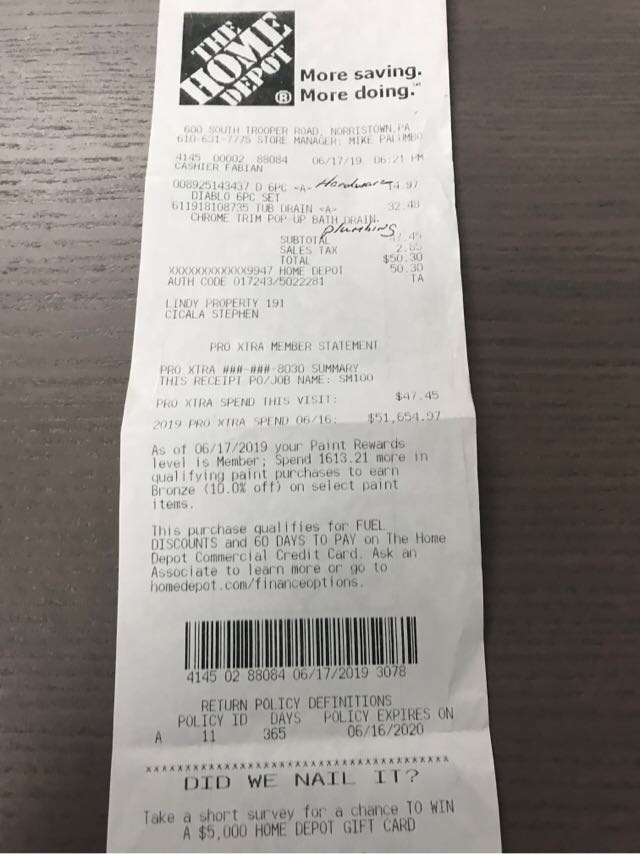 THE
HOME
DEPOT
®
More saving.
More doing.℠
600 SOUTH TROOPER ROAD, NORRISTOWN,PA
610-631-7775 STORE MANAGER: MIKE PALUMBO
4145 00002 88084 06/17/19 06:21 PM
CASHIER FABIAN
Hardware
008925143437 D 6PC <A> 14.97
DIABLO 6PC SET
611918108735 TUB DRAIN <A> 32.48
CHROME TRIM POP-UP BATH DRAIN.
plumbing
SUBTOTAL 47.45
SALES TAX 2.85
TOTAL $50.30
XXXXXXXXXXXX9947 HOME DEPOT 50.30
AUTH CODE 017243/5022281 TA
LINDY PROPERTY 191
CICALA STEPHEN
PRO XTRA MEMBER STATEMENT
PRO XTRA ###-###-8030 SUMMARY
THIS RECEIPT PO/JOB NAME: SM100
PRO XTRA SPEND THIS VISIT: $47.45
2019 PRO XTRA SPEND 06/16: $51,654.97
As of 06/17/2019 your Paint Rewards
level is Member; Spend 1613.21 more in
qualifying paint purchases to earn
Bronze (10.0% off) on select paint
items.
This purchase qualifies for FUEL
DISCOUNTS and 60 DAYS TO PAY on The Home
Depot Commercial Credit Card. Ask an
Associate to learn more or go to
homedepot.com/financeoptions.
4145 02 88084 06/17/2019 3078
RETURN POLICY DEFINITIONS
POLICY ID DAYS POLICY EXPIRES ON
A 11 365 06/16/2020
DID WE NAIL IT?
Take a short survey for a chance TO WIN
A $5,000 HOME DEPOT GIFT CARD